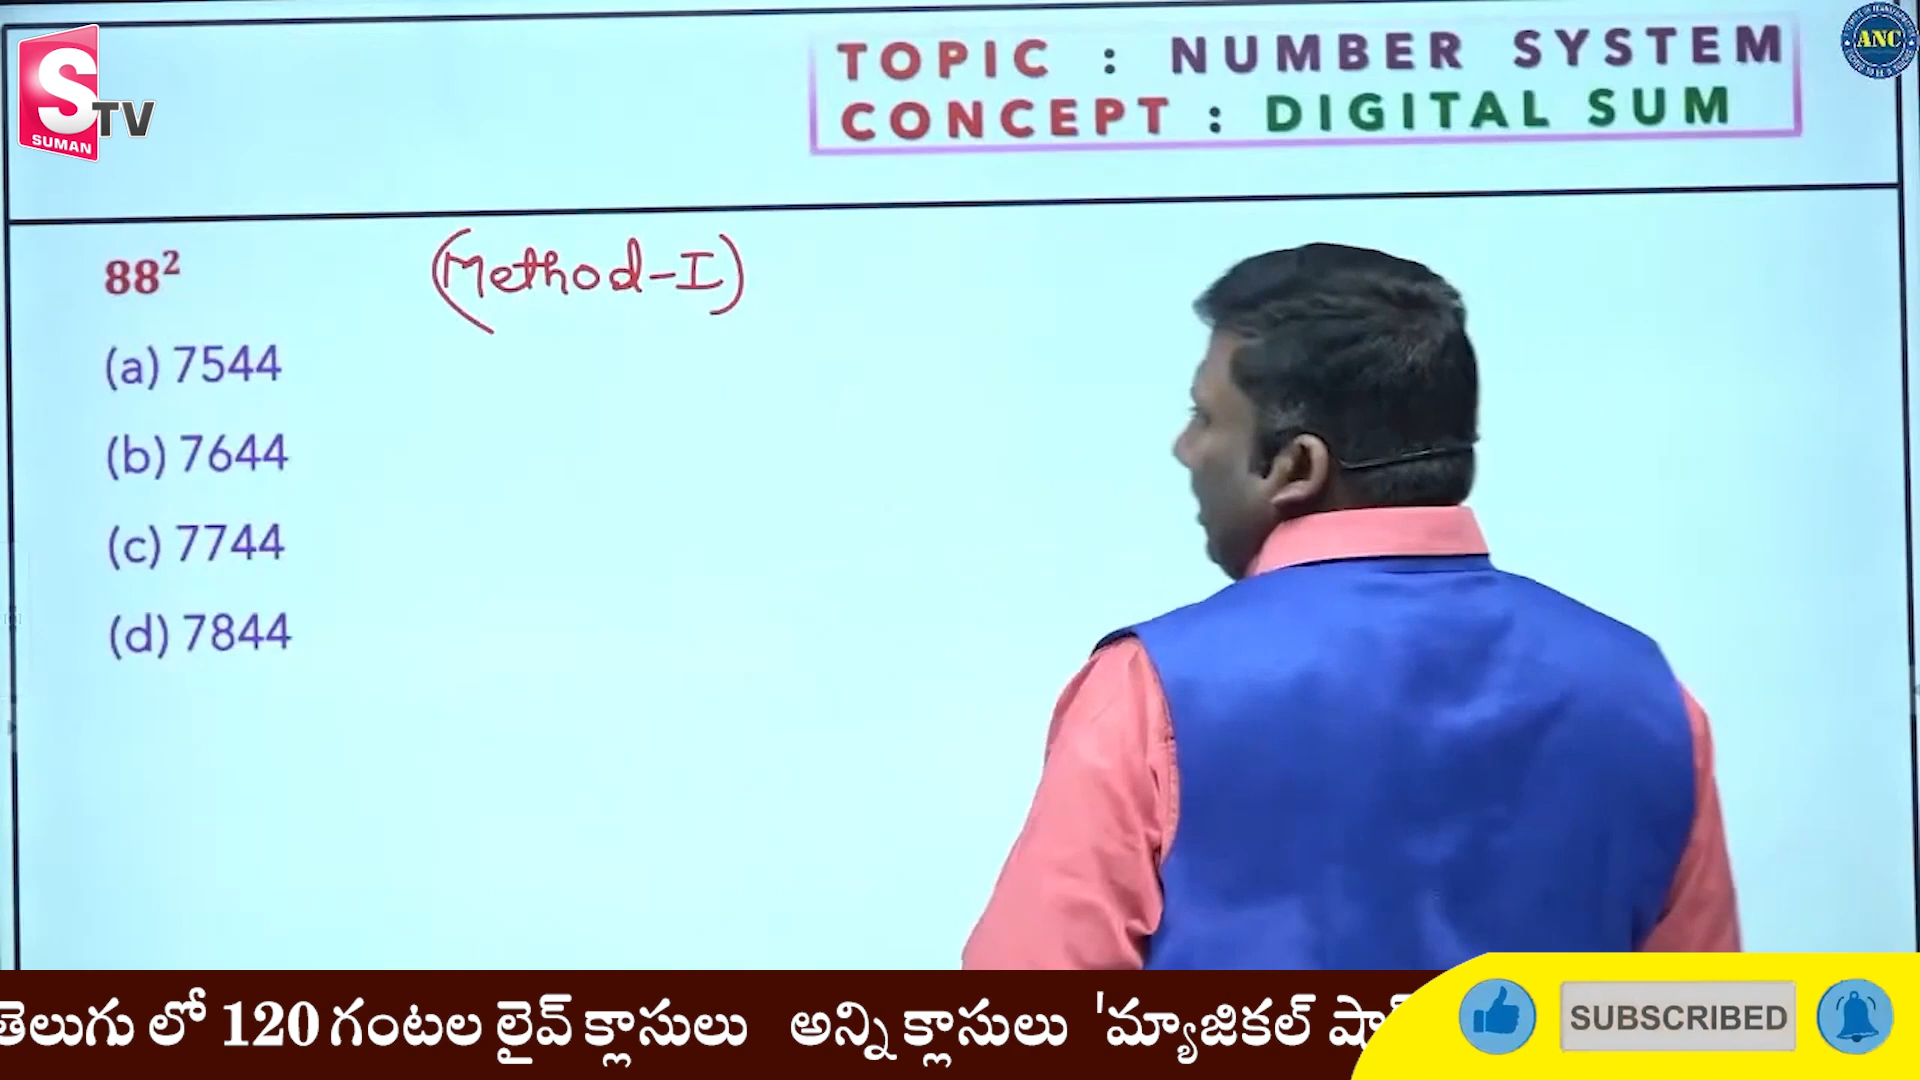 S
TV
SUMAN
TOPIC : NUMBER SYSTEM
CONCEPT : DIGITAL SUM
ANC
88²
(Method-I)
(a) 7544
(b) 7644
(c) 7744
(d) 7844
తెలుగు లో 120 గంటల లైవ్ క్లాసులు అన్ని క్లాసులు 'మ్యాజికల్
SUBSCRIBED